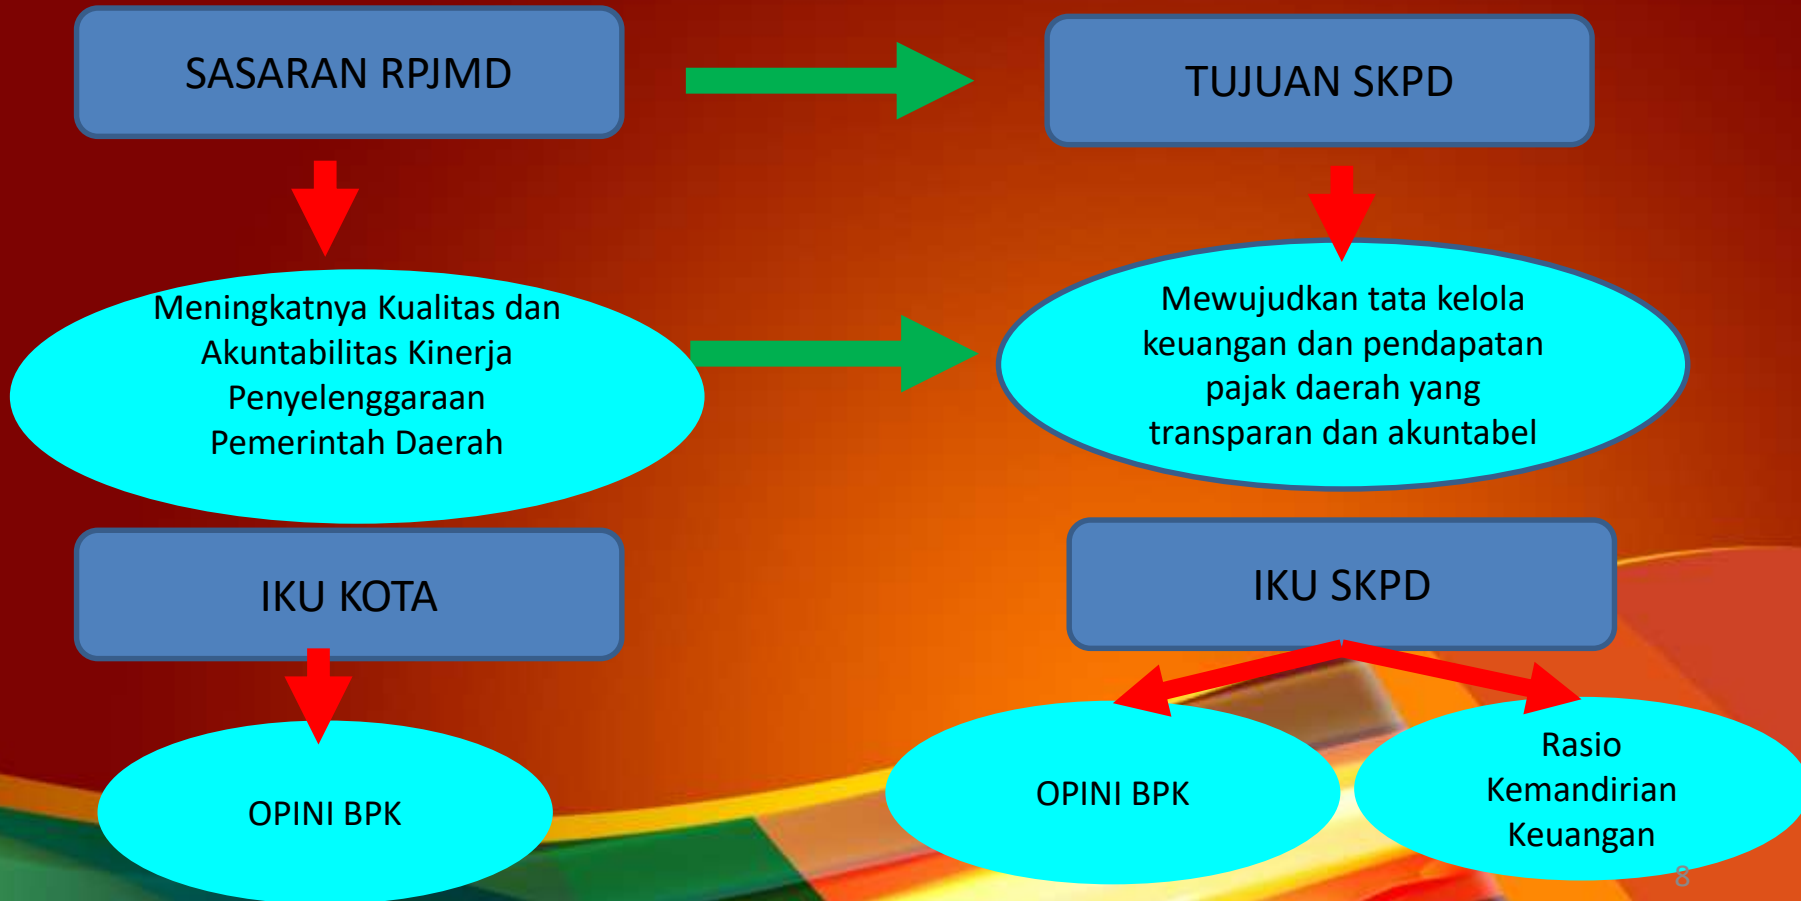 SASARAN RPJMD
TUJUAN SKPD
Meningkatnya Kualitas dan
Akuntabilitas Kinerja
Penyelenggaraan
Pemerintah Daerah
Mewujudkan tata kelola
keuangan dan pendapatan
pajak daerah yang
transparan dan akuntabel
IKU KOTA
IKU SKPD
OPINI BPK
OPINI BPK
Rasio
Kemandirian
Keuangan
8